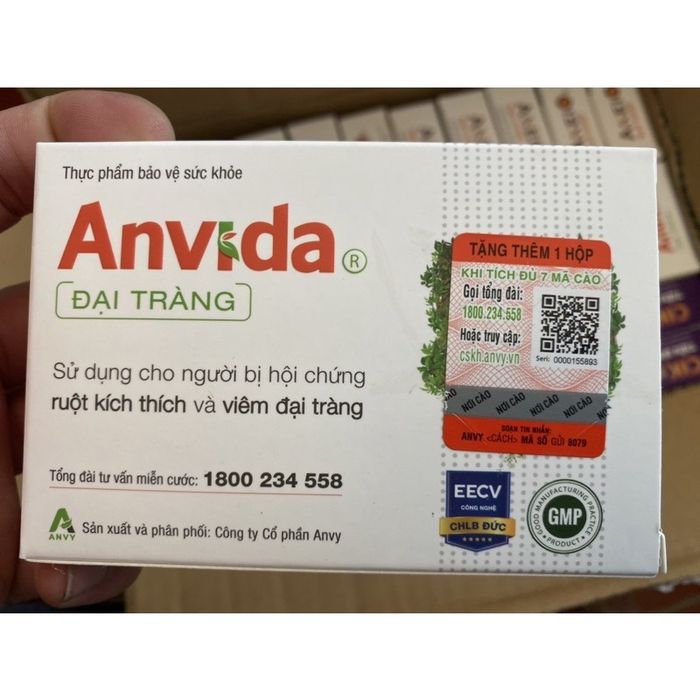 Thực phẩm bảo vệ sức khỏe
Anvida®
ĐẠI TRÀNG
Sử dụng cho người bị hội chứng
ruột kích thích và viêm đại tràng
Tổng đài tư vấn miễn cước: 1800 234 558
ANVY
Sản xuất và phân phối: Công ty Cổ phần Anvy
TẶNG THÊM 1 HỘP
KHI TÍCH ĐỦ 7 MÃ CÀO
Gọi tổng đài:
1800.234.558
Hoặc truy cập:
cskh.anvy.vn
Seri: 0000155893
NƠI CÀO NƠI CÀO NƠI CÀO NƠI CÀO
SOẠN TIN NHẮN:
ANVY <CÁCH> MÃ SỐ GỬI 8079
EECV
CÔNG NGHỆ
CHLB ĐỨC
GOOD MANUFACTURING PRACTICE
GMP
PRODUCT